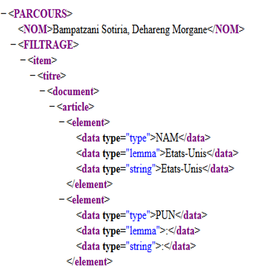 −<PARCOURS>
<NOM>Bampatzani Sotiria, Dehareng Morgane</NOM>
−<FILTRAGE>
−<item>
−<titre>
−<document>
−<article>
−<element>
<data type="type">NAM</data>
<data type="lemma">Etats-Unis</data>
<data type="string">Etats-Unis</data>
</element>
−<element>
<data type="type">PUN</data>
<data type="lemma">:</data>
<data type="string">:</data>
</element>